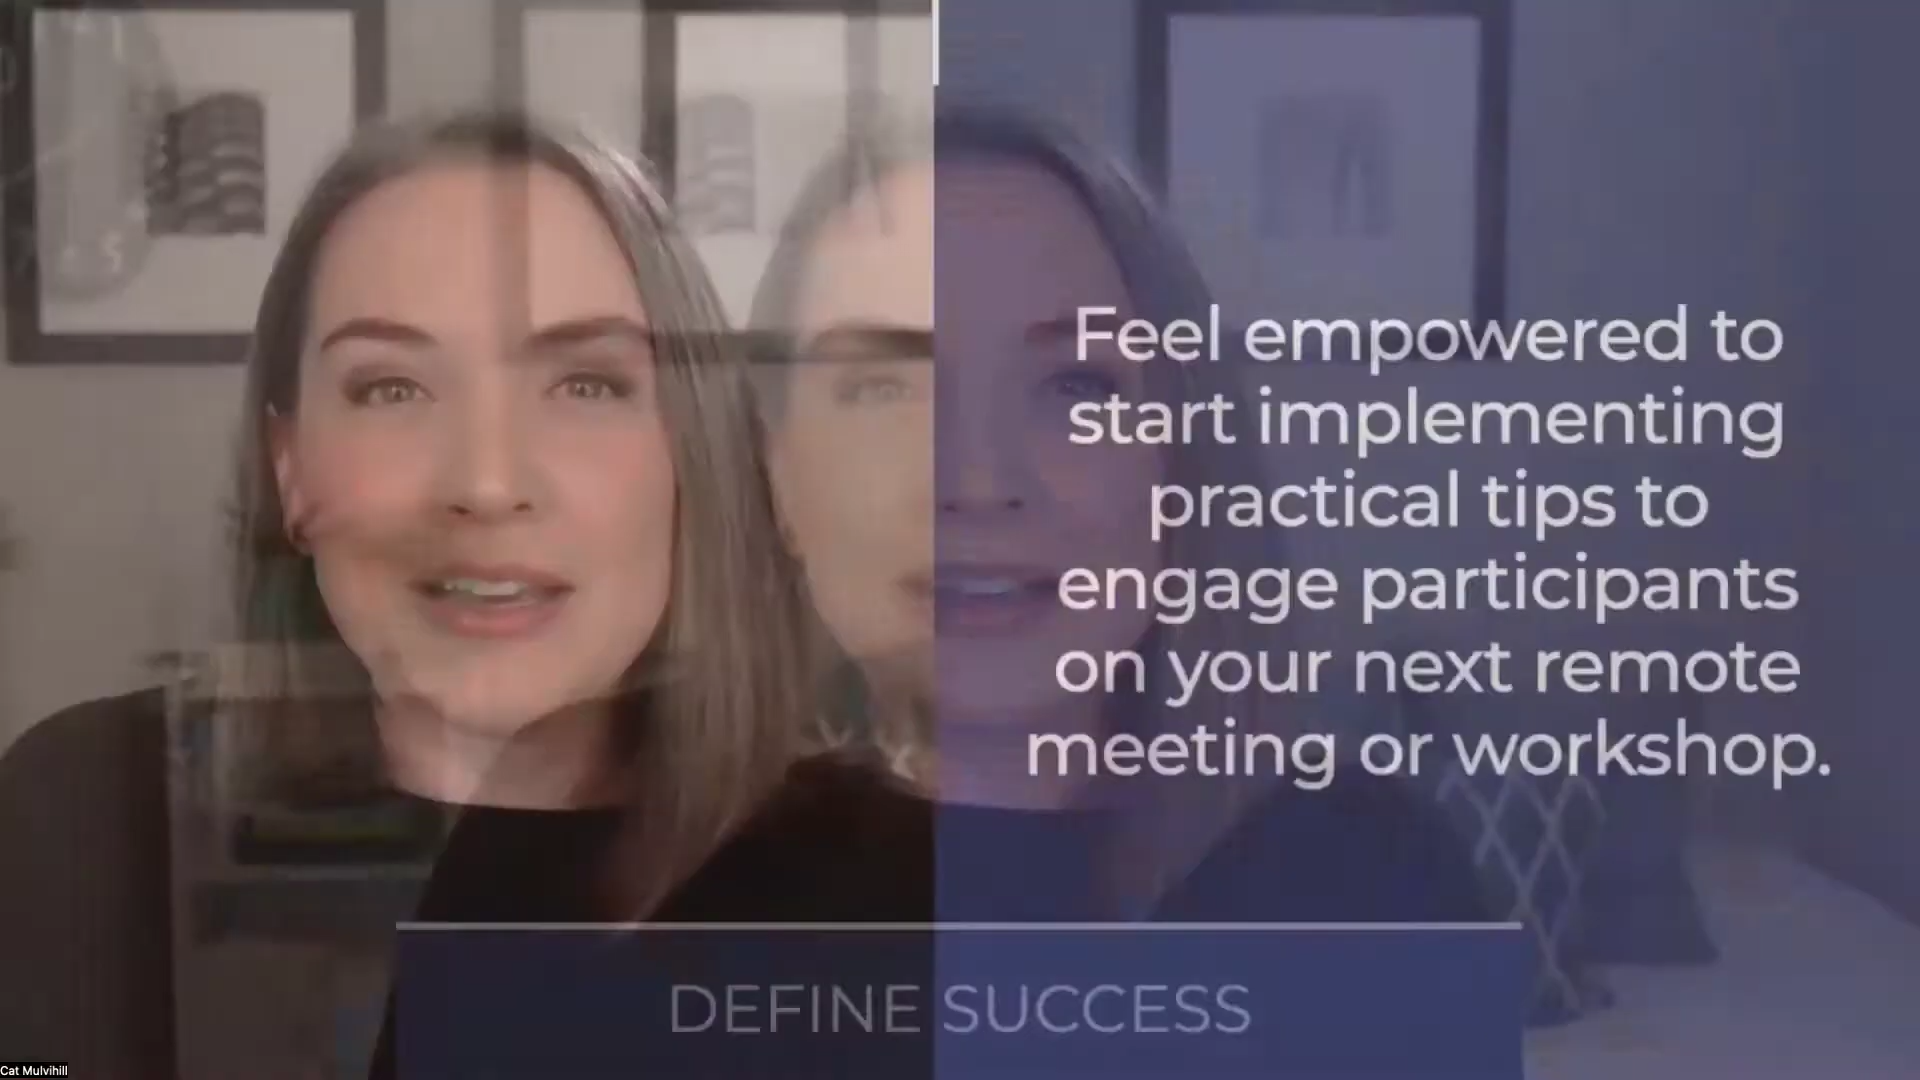 Feel empowered to
start implementing
practical tips to
engage participants
on your next remote
meeting or workshop.
DEFINE SUCCESS
Cat Mulvihill